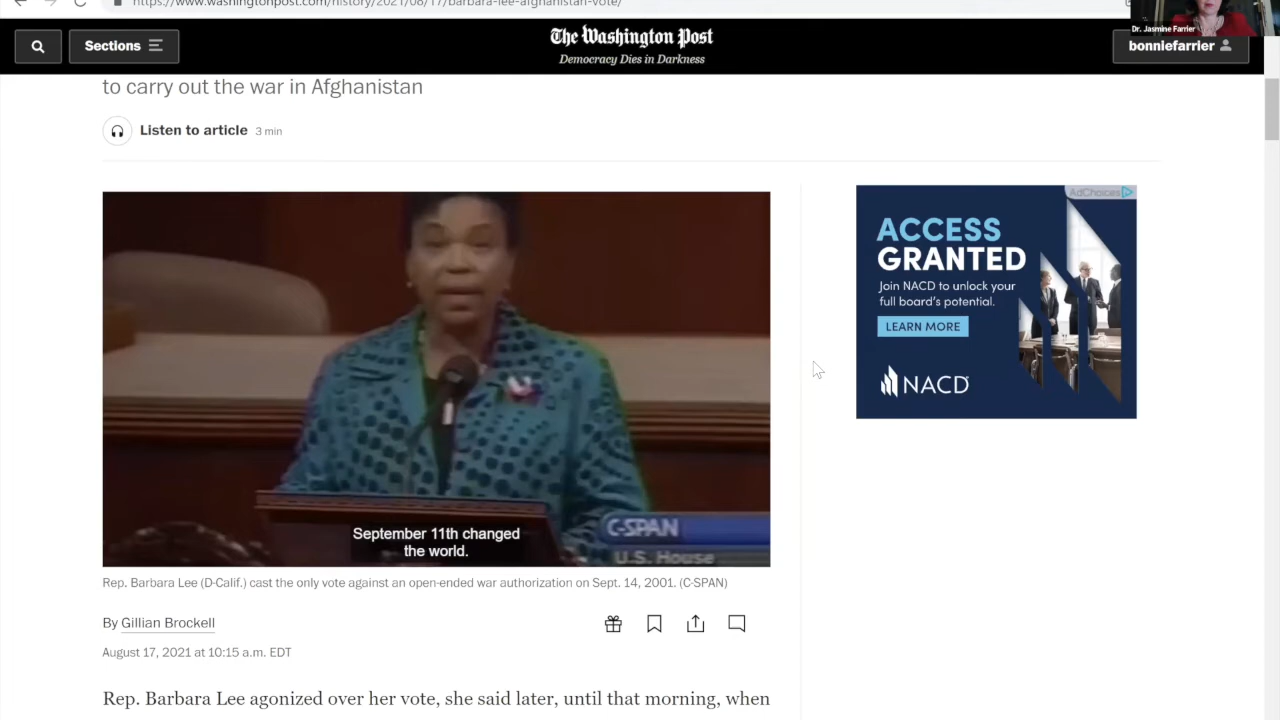 https://www.washingtonpost.com/history/2021/08/17/barbara-lee-afghanistan-vote/
Dr. Jasmine Farrier
Sections
The Washington Post
Democracy Dies in Darkness
bonniefarrier
to carry out the war in Afghanistan
Listen to article 3 min
AdChoices
ACCESS
GRANTED
Join NACD to unlock your
full board's potential.
LEARN MORE
NACD
September 11th changed
the world.
C-SPAN
U.S. House
Rep. Barbara Lee (D-Calif.) cast the only vote against an open-ended war authorization on Sept. 14, 2001. (C-SPAN)
By Gillian Brockell
August 17, 2021 at 10:15 a.m. EDT
Rep. Barbara Lee agonized over her vote, she said later, until that morning, when